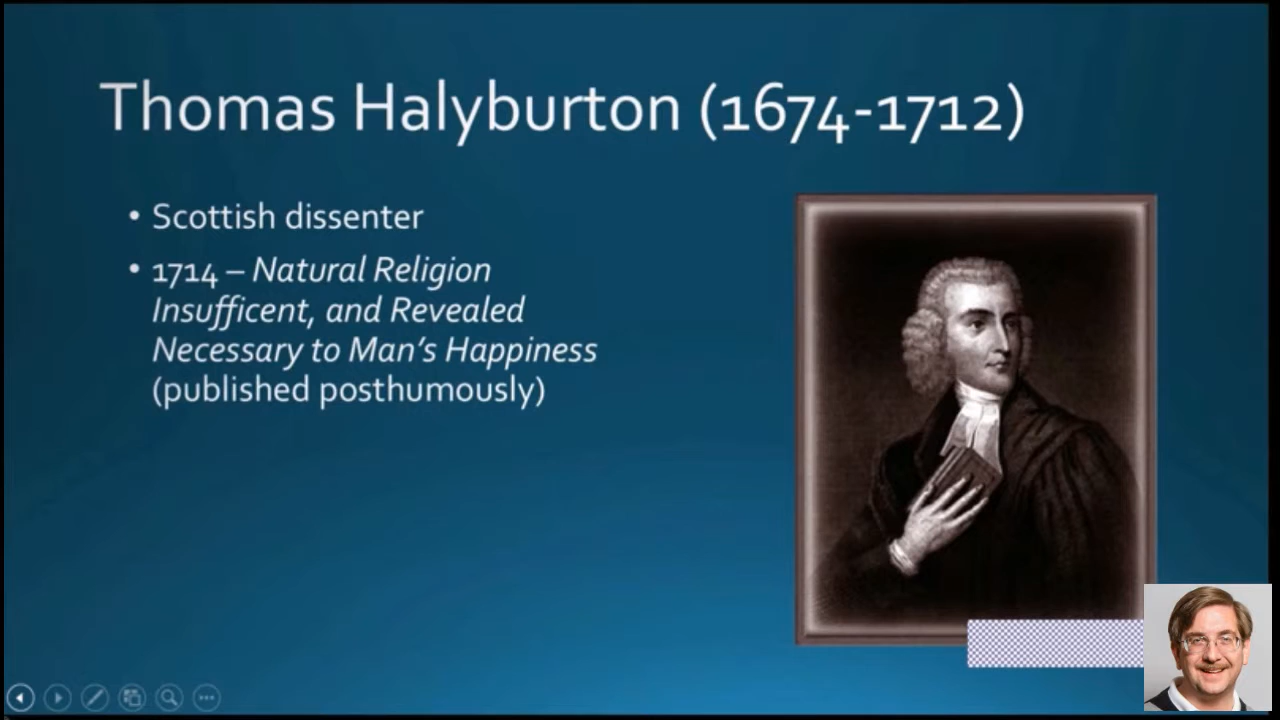 Thomas Halyburton (1674-1712)
• Scottish dissenter
• 1714 – Natural Religion
Insufficent, and Revealed
Necessary to Man's Happiness
(published posthumously)